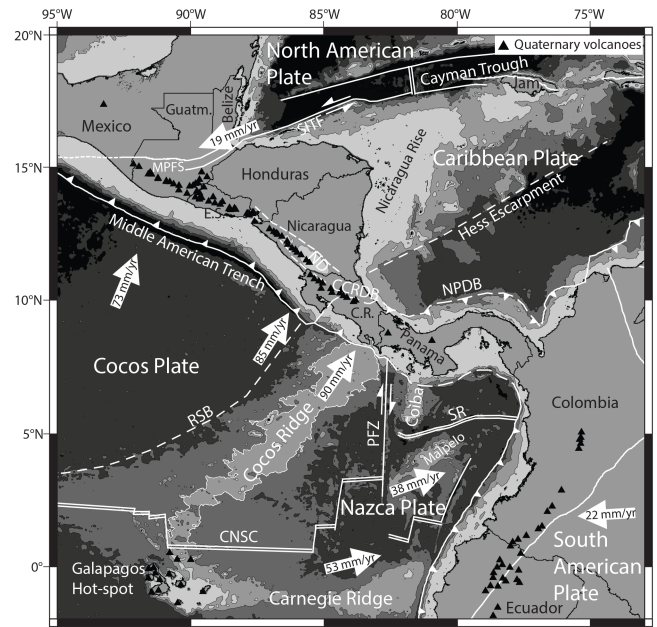 95°W
90°W
85°W
80°W
75°W
20°N
15°N
10°N
5°N
0°
Quaternary volcanoes
North American
Plate
Cayman Trough
Jam.
Belize
Guatm.
Mexico
19 mm/yr
SITF
MPFS
Honduras
Nicaragua Rise
Caribbean Plate
Hess Escarpment
E.S.
Nicaragua
ND
Middle American Trench
73 mm/yr
CCRDB
NPDB
C.R.
Panama
85 mm/yr
Cocos Plate
90 mm/yr
RSB
Cocos Ridge
PFZ
Coiba
SR
Colombia
Malpelo
38 mm/yr
Nazca Plate
22 mm/yr
CNSC
53 mm/yr
South
American
Plate
Galapagos
Hot-spot
Carnegie Ridge
Ecuador